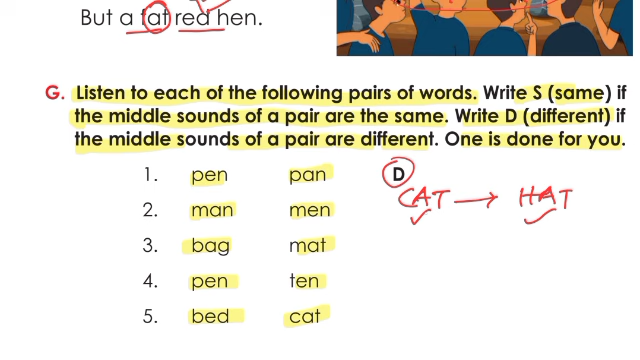 But a fat red hen.
G. Listen to each of the following pairs of words. Write S (same) if
the middle sounds of a pair are the same. Write D (different) if
the middle sounds of a pair are different. One is done for you.
1. pen pan D
CAT → HAT
2. man men
3. bag mat
4. pen ten
5. bed cat